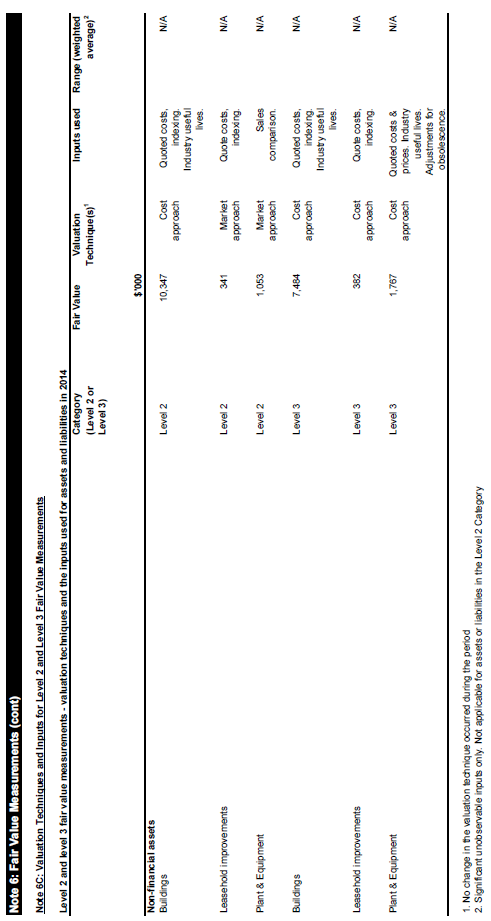 Note 6: Fair Value Measurements (cont)
Note 6C: Valuation Techniques and Inputs for Level 2 and Level 3 Fair Value Measurements
Level 2 and level 3 fair value measurements - valuation techniques and the inputs used for assets and liabilities in 2014
Category (Level 2 or Level 3) Fair Value Valuation Technique(s)1 Inputs used Range (weighted average)2
$'000
Non-financial assets
Buildings Level 2 10,347 Cost approach Quoted costs, indexing. Industry useful lives. N/A
Leasehold improvements Level 2 341 Market approach Quote costs, indexing. N/A
Plant & Equipment Level 2 1,053 Market approach Sales comparison. N/A
Buildings Level 3 7,484 Cost approach Quoted costs, indexing. Industry useful lives. N/A
Leasehold improvements Level 3 382 Cost approach Quote costs, indexing. N/A
Plant & Equipment Level 3 1,767 Cost approach Quoted costs & prices. Industry useful lives. Adjustments for obsolescence. N/A
1. No change in the valuation technique occurred during the period
2. Significant unobservable inputs only. Not applicable for assets or liabilities in the Level 2 Category